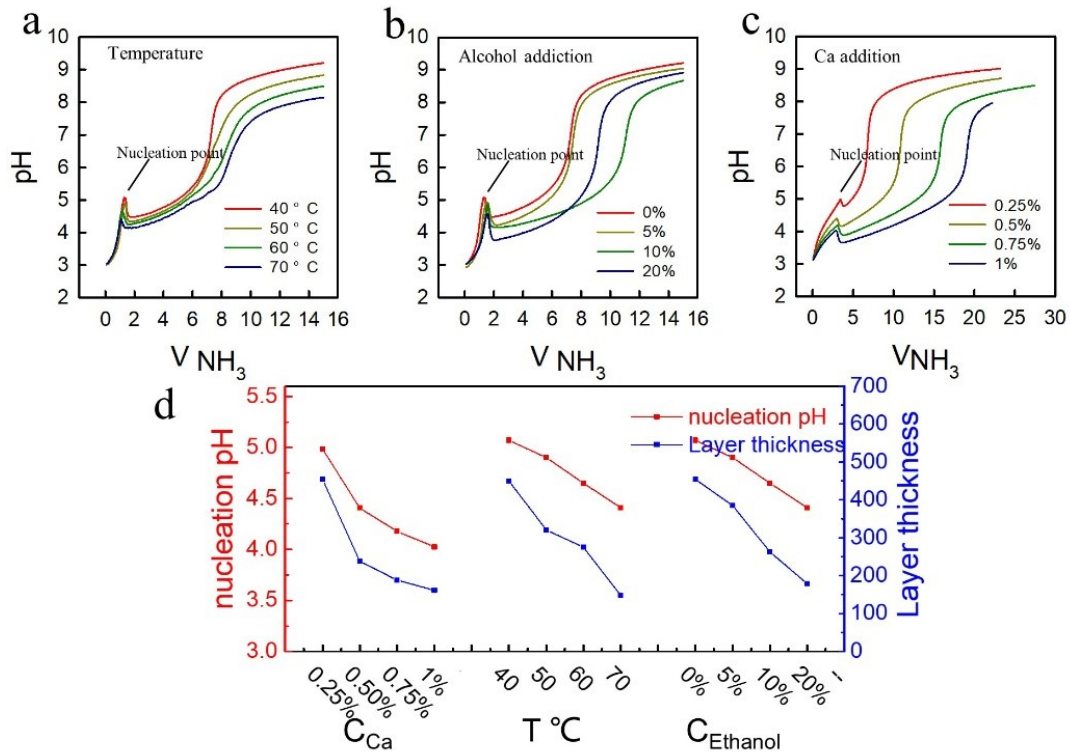 a
Temperature
Nucleation point
40 ° C
50 ° C
60 ° C
70 ° C
pH
10
9
8
7
6
5
4
3
2
0 2 4 6 8 10 12 14 16
V NH3
b
Alcohol addiction
Nucleation point
0%
5%
10%
20%
pH
10
9
8
7
6
5
4
3
2
0 2 4 6 8 10 12 14 16
V NH3
c
Ca addition
Nucleation point
0.25%
0.5%
0.75%
1%
pH
10
9
8
7
6
5
4
3
2
0 5 10 15 20 25 30
VNH3
d
nucleation pH
Layer thickness
nucleation pH
5.5
5.0
4.5
4.0
3.5
3.0
Layer thickness
700
600
500
400
300
200
100
0
0.25% 0.50% 0.75% 1% 40 50 60 70 0% 5% 10% 20% --
CCa T °C CEthanol